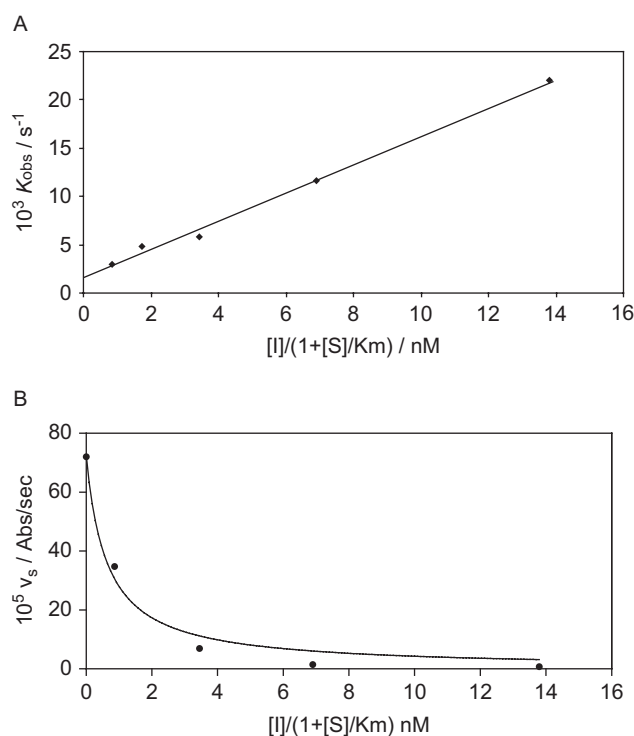 A
25
20
15
10
5
0
10³ Kobs / s⁻¹
0 2 4 6 8 10 12 14 16
[I]/(1+[S]/Km) / nM
B
80
60
40
20
0
10⁵ vₛ / Abs/sec
0 2 4 6 8 10 12 14 16
[I]/(1+[S]/Km) nM